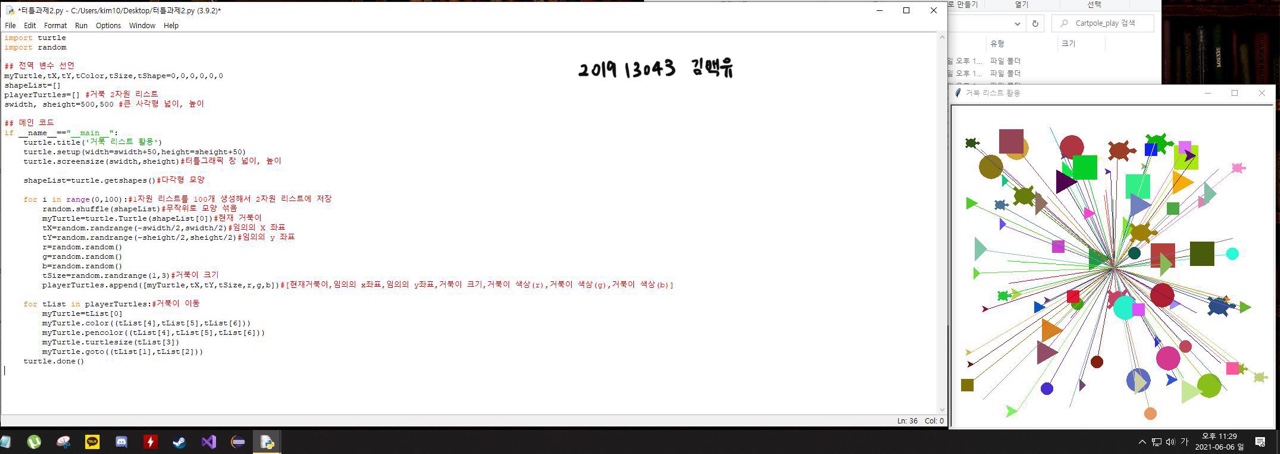 *터틀과제2.py - C:/Users/kim10/Desktop/터틀과제2.py (3.9.2)*
File Edit Format Run Options Window Help
import turtle
import random
## 전역 변수 선언
myTurtle,tX,tY,tColor,tSize,tShape=0,0,0,0,0,0
shapeList=[]
playerTurtles=[] #거북 2차원 리스트
swidth, sheight=500,500 #큰 사각형 넓이, 높이
## 메인 코드
if __name__=="__main__":
turtle.title('거북 리스트 활용')
turtle.setup(width=swidth+50,height=sheight+50)
turtle.screensize(swidth,sheight)#터틀그래픽 창 넓이, 높이
shapeList=turtle.getshapes()#다각형 모양
for i in range(0,100):#1차원 리스트를 100개 생성해서 2차원 리스트에 저장
random.shuffle(shapeList)#무작위로 모양 섞음
myTurtle=turtle.Turtle(shapeList[0])#현재 거북이
tX=random.randrange(-swidth/2,swidth/2)#임의의 X 좌표
tY=random.randrange(-sheight/2,sheight/2)#임의의 y 좌표
r=random.random()
g=random.random()
b=random.random()
tSize=random.randrange(1,3)#거북이 크기
playerTurtles.append([myTurtle,tX,tY,tSize,r,g,b])#[현재거북이,임의의 x좌표,임의의 y좌표,거북이 크기,거북이 색상(r),거북이 색상(g),거북이 색상(b)]
for tList in playerTurtles:#거북이 이동
myTurtle=tList[0]
myTurtle.color((tList[4],tList[5],tList[6]))
myTurtle.pencolor((tList[4],tList[5],tList[6]))
myTurtle.turtlesize(tList[3])
myTurtle.goto((tList[1],tList[2]))
turtle.done()
Ln: 36 Col: 0
201913043 김맥유
로 만들기 열기 선택
Cartpole_play 검색
유형 크기
일 오후 1... 파일 폴더
일 오후 1... 파일 폴더
일 오후 1... 파일 폴더
거북 리스트 활용
가
오후 11:29
2021-06-06 일